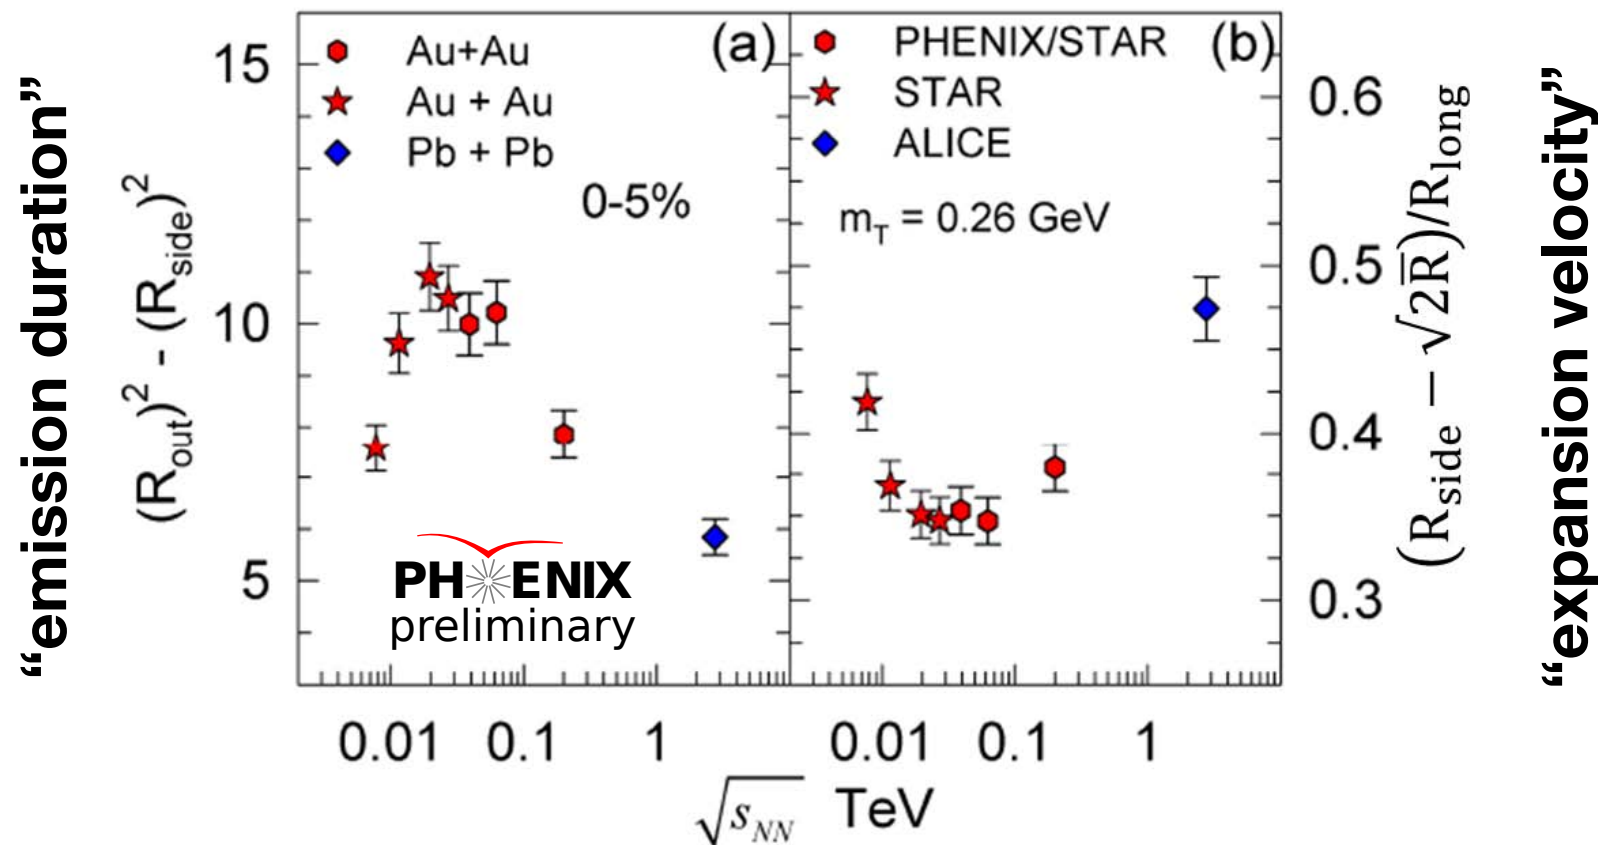 “emission duration”
(R_out)^2 - (R_side)^2
15
10
5
Au+Au
Au + Au
Pb + Pb
(a)
0-5%
PHENIX
preliminary
0.01 0.1 1
PHENIX/STAR
STAR
ALICE
(b)
m_T = 0.26 GeV
0.01 0.1 1
√s_NN TeV
0.6
0.5
0.4
0.3
(R_side − √2R̅)/R_long
“expansion velocity”